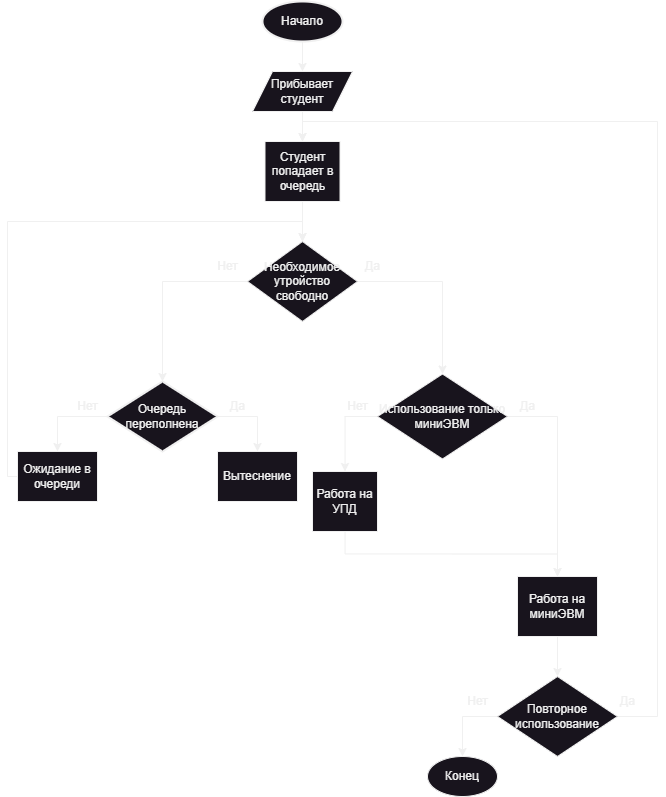 Начало
Прибывает
студент
Студент
попадает в
очередь
Нет
Да
Необходимое
утройство
свободно
Нет
Да
Очередь
переполнена
Нет
Да
Использование только
миниЭВМ
Ожидание в
очереди
Вытеснение
Работа на
УПД
Работа на
миниЭВМ
Нет
Да
Повторное
использование
Конец